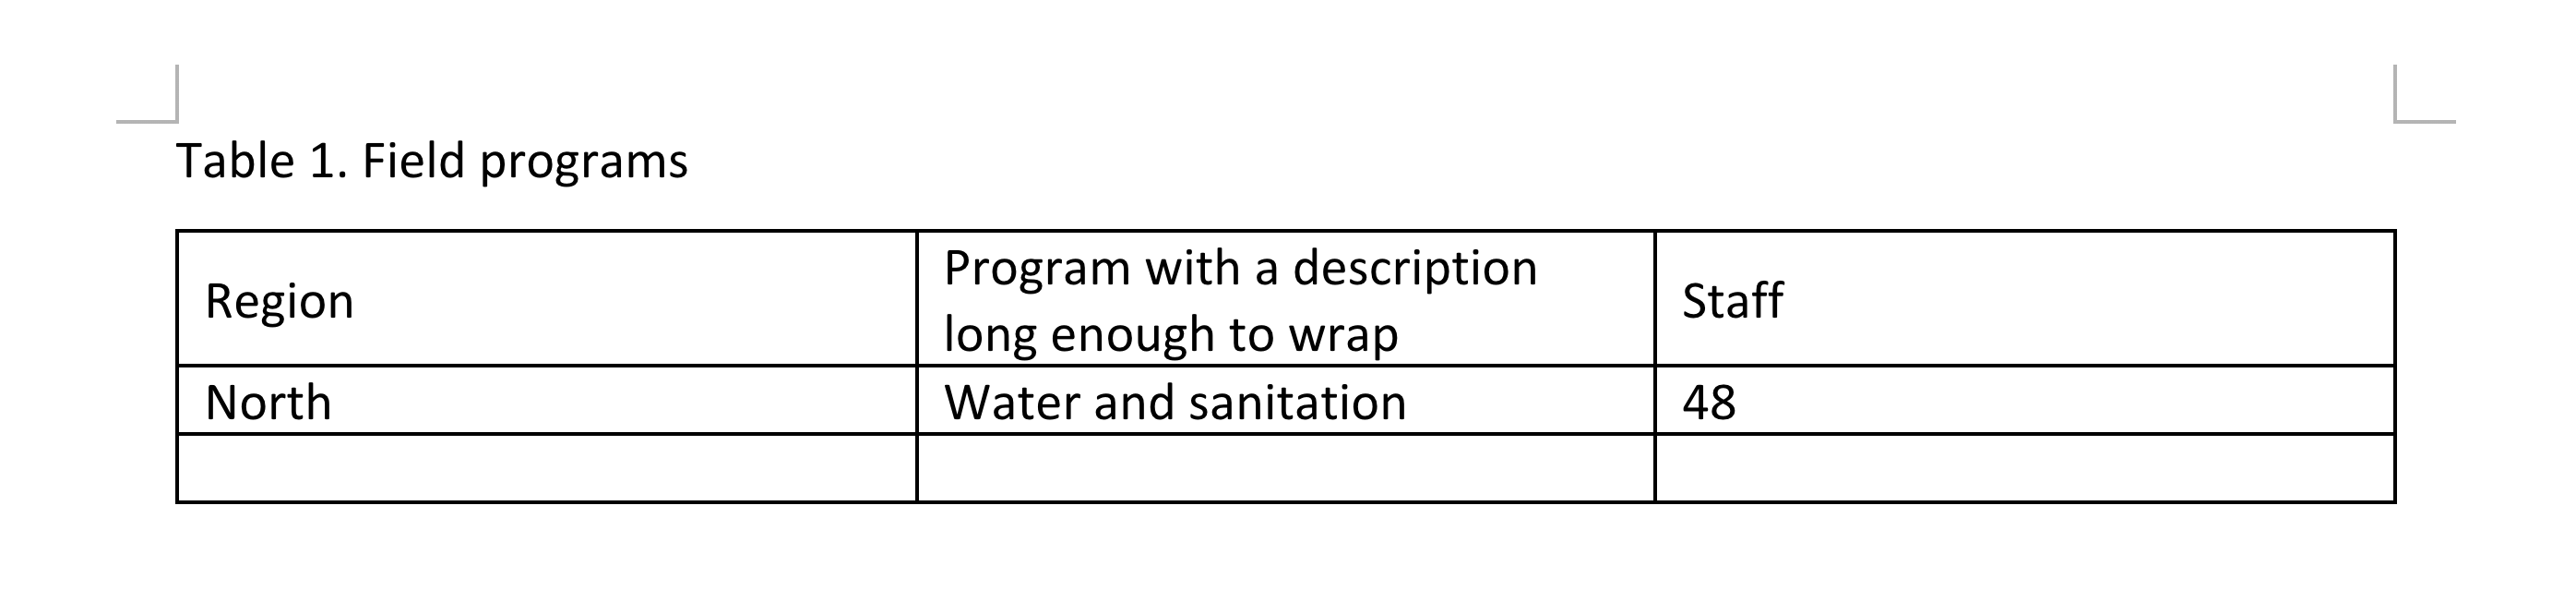 Table 1. Field programs
Region
Program with a description
long enough to wrap
Staff
North
Water and sanitation
48